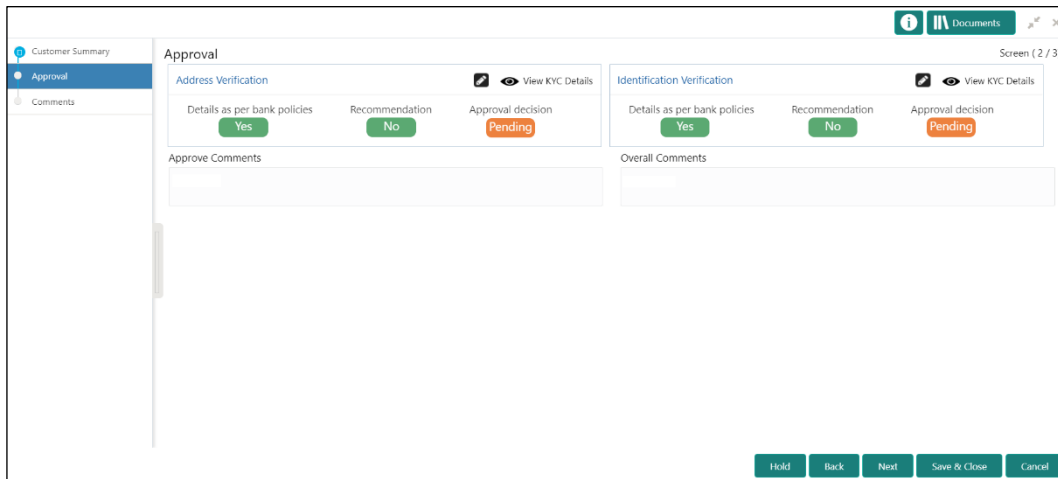 Documents
Customer Summary
Approval
Comments
Approval
Screen ( 2 / 3
Address Verification
View KYC Details
Details as per bank policies
Recommendation
Approval decision
Yes
No
Pending
Identification Verification
View KYC Details
Details as per bank policies
Recommendation
Approval decision
Yes
No
Pending
Approve Comments
Overall Comments
Hold
Back
Next
Save & Close
Cancel